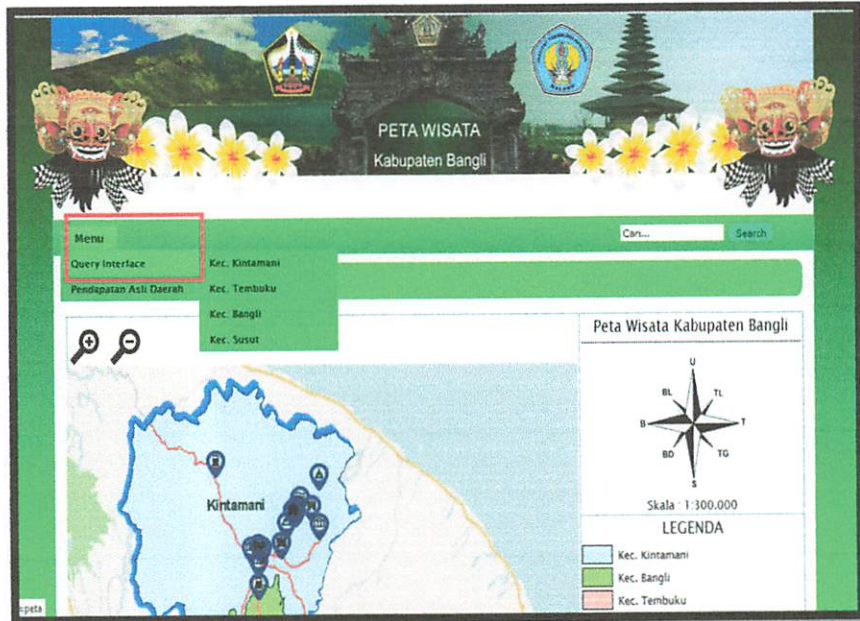 PETA WISATA
Kabupaten Bangli
Menu
Cari...
Search
Query Interface
Kec. Kintamani
Pendapatan Asli Daerah
Kec. Tembuku
Kec. Bangli
Kec. Susut
Peta Wisata Kabupaten Bangli
U
BL
TL
B
T
BD
TG
S
Skala : 1:300.000
LEGENDA
Kintamani
Kec. Kintamani
Kec. Bangli
Kec. Tembuku